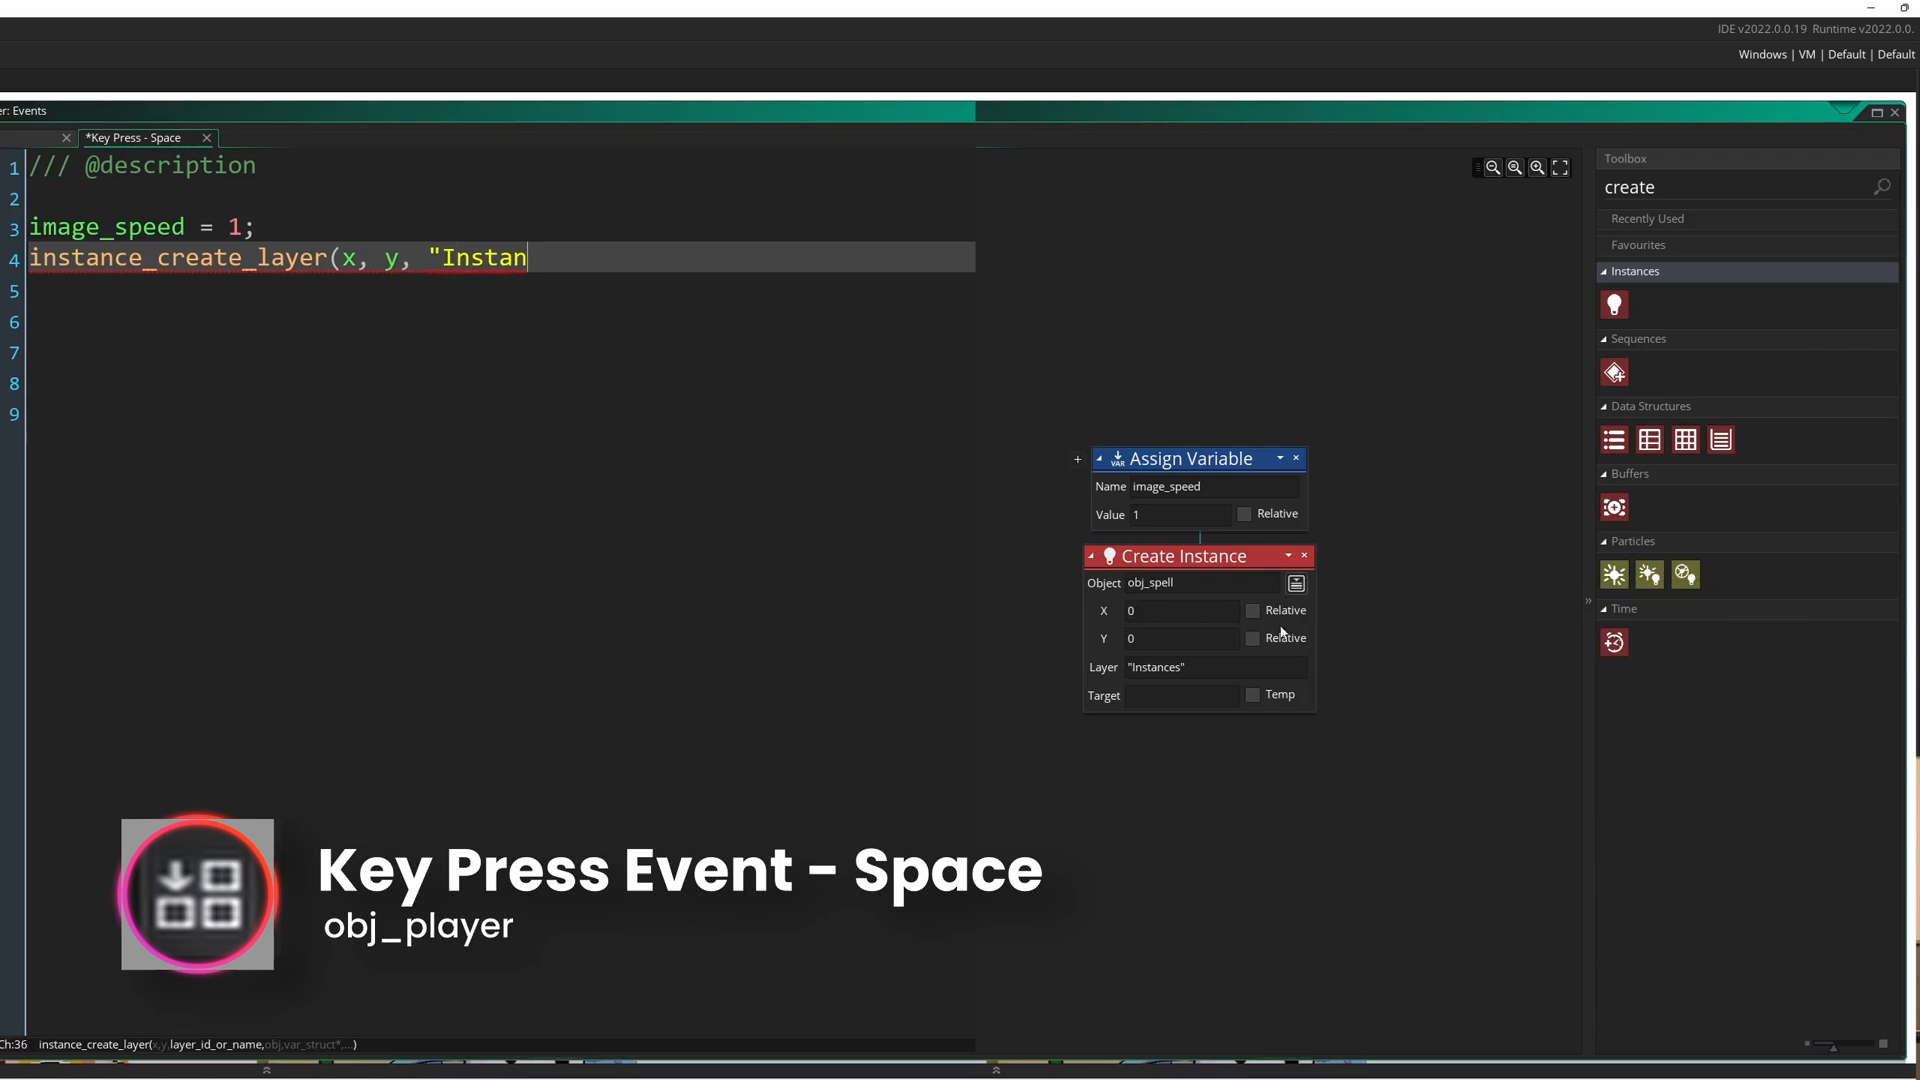 IDE v2022.0.0.19 Runtime v2022.0.0.
Windows | VM | Default | Default
er: Events
*Key Press - Space
1 /// @description
2
3 image_speed = 1;
4 instance_create_layer(x, y, "Instan
5
6
7
8
9
Toolbox
create
Recently Used
Favourites
Instances
Sequences
Data Structures
Buffers
Particles
Time
VAR Assign Variable
Name image_speed
Value 1 Relative
Create Instance
Object obj_spell
X 0 Relative
Y 0 Relative
Layer "Instances"
Target Temp
Key Press Event - Space
obj_player
Ch:36 instance_create_layer(x,y,layer_id_or_name,obj,var_struct*,...)